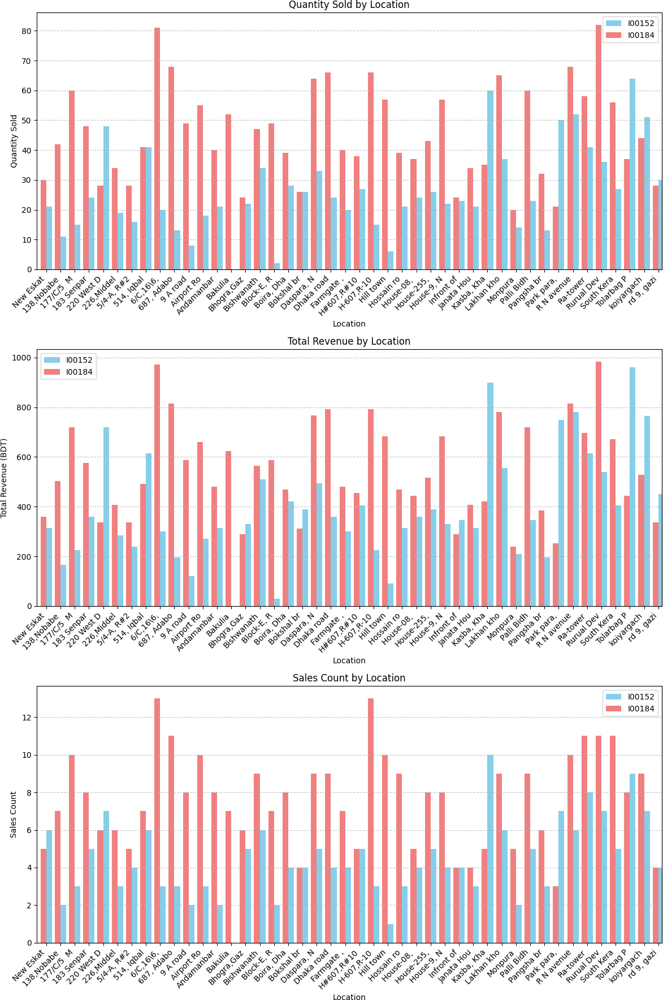 Quantity Sold by Location
I00152
I00184
80
70
60
50
40
30
20
10
0
Quantity Sold
New Eskat
138,Nobabe
177/C/5  M
183 Senpar
220 West D
226,Middel
5/4-A, R#2
514, Iqbal
6/C,16\6,
687, Adabo
9 A road
Airport Ro
Andamanbar
Bakulia
Bhogra,Gaz
Bishwanath
Block-E, R
Boira, Dha
Bokshal br
Daspara, N
Dhaka road
Farmgate ,
H#607,R#10
H-607,R-10
Hill town
Hossain ro
House-08,
House-255,
House-9, N
Infront of
Janata Hou
Kasba, Kha
Lakhan kho
Monpura
Palli Bidh
Pangsha br
Park para,
R N avenue
Ra-tower
Rurual Dev
South Kera
Tolarbag P
koiyargach
rd 9, gazi
Location
Total Revenue by Location
I00152
I00184
1000
800
600
400
200
0
Total Revenue (BDT)
New Eskat
138,Nobabe
177/C/5  M
183 Senpar
220 West D
226,Middel
5/4-A, R#2
514, Iqbal
6/C,16\6,
687, Adabo
9 A road
Airport Ro
Andamanbar
Bakulia
Bhogra,Gaz
Bishwanath
Block-E, R
Boira, Dha
Bokshal br
Daspara, N
Dhaka road
Farmgate ,
H#607,R#10
H-607,R-10
Hill town
Hossain ro
House-08,
House-255,
House-9, N
Infront of
Janata Hou
Kasba, Kha
Lakhan kho
Monpura
Palli Bidh
Pangsha br
Park para,
R N avenue
Ra-tower
Rurual Dev
South Kera
Tolarbag P
koiyargach
rd 9, gazi
Location
Sales Count by Location
I00152
I00184
12
10
8
6
4
2
0
Sales Count
New Eskat
138,Nobabe
177/C/5  M
183 Senpar
220 West D
226,Middel
5/4-A, R#2
514, Iqbal
6/C,16\6,
687, Adabo
9 A road
Airport Ro
Andamanbar
Bakulia
Bhogra,Gaz
Bishwanath
Block-E, R
Boira, Dha
Bokshal br
Daspara, N
Dhaka road
Farmgate ,
H#607,R#10
H-607,R-10
Hill town
Hossain ro
House-08,
House-255,
House-9, N
Infront of
Janata Hou
Kasba, Kha
Lakhan kho
Monpura
Palli Bidh
Pangsha br
Park para,
R N avenue
Ra-tower
Rurual Dev
South Kera
Tolarbag P
koiyargach
rd 9, gazi
Location